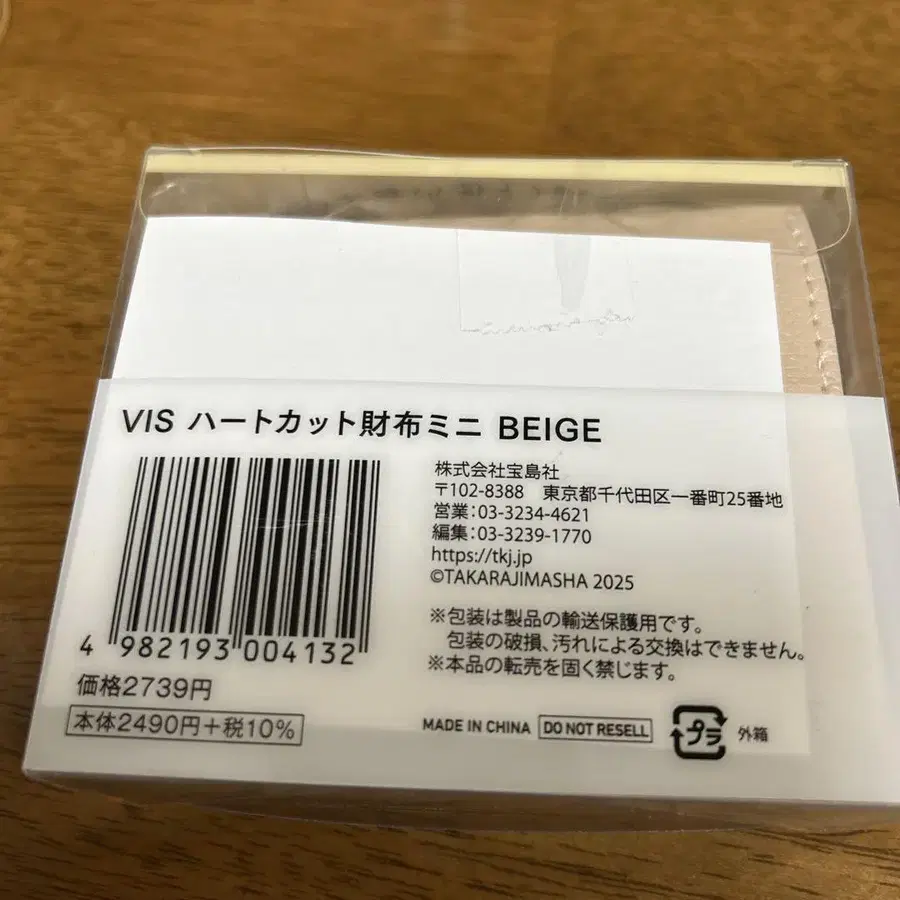 VIS ハートカット財布ミニ BEIGE
4 982193 004132
価格2739円
本体2490円+税10%
株式会社宝島社
〒102-8388 東京都千代田区一番町25番地
営業:03-3234-4621
編集:03-3239-1770
https://tkj.jp
©TAKARAJIMASHA 2025
※包装は製品の輸送保護用です。
包装の破損、汚れによる交換はできません。
※本品の転売を固く禁じます。
MADE IN CHINA DO NOT RESELL プラ 外箱